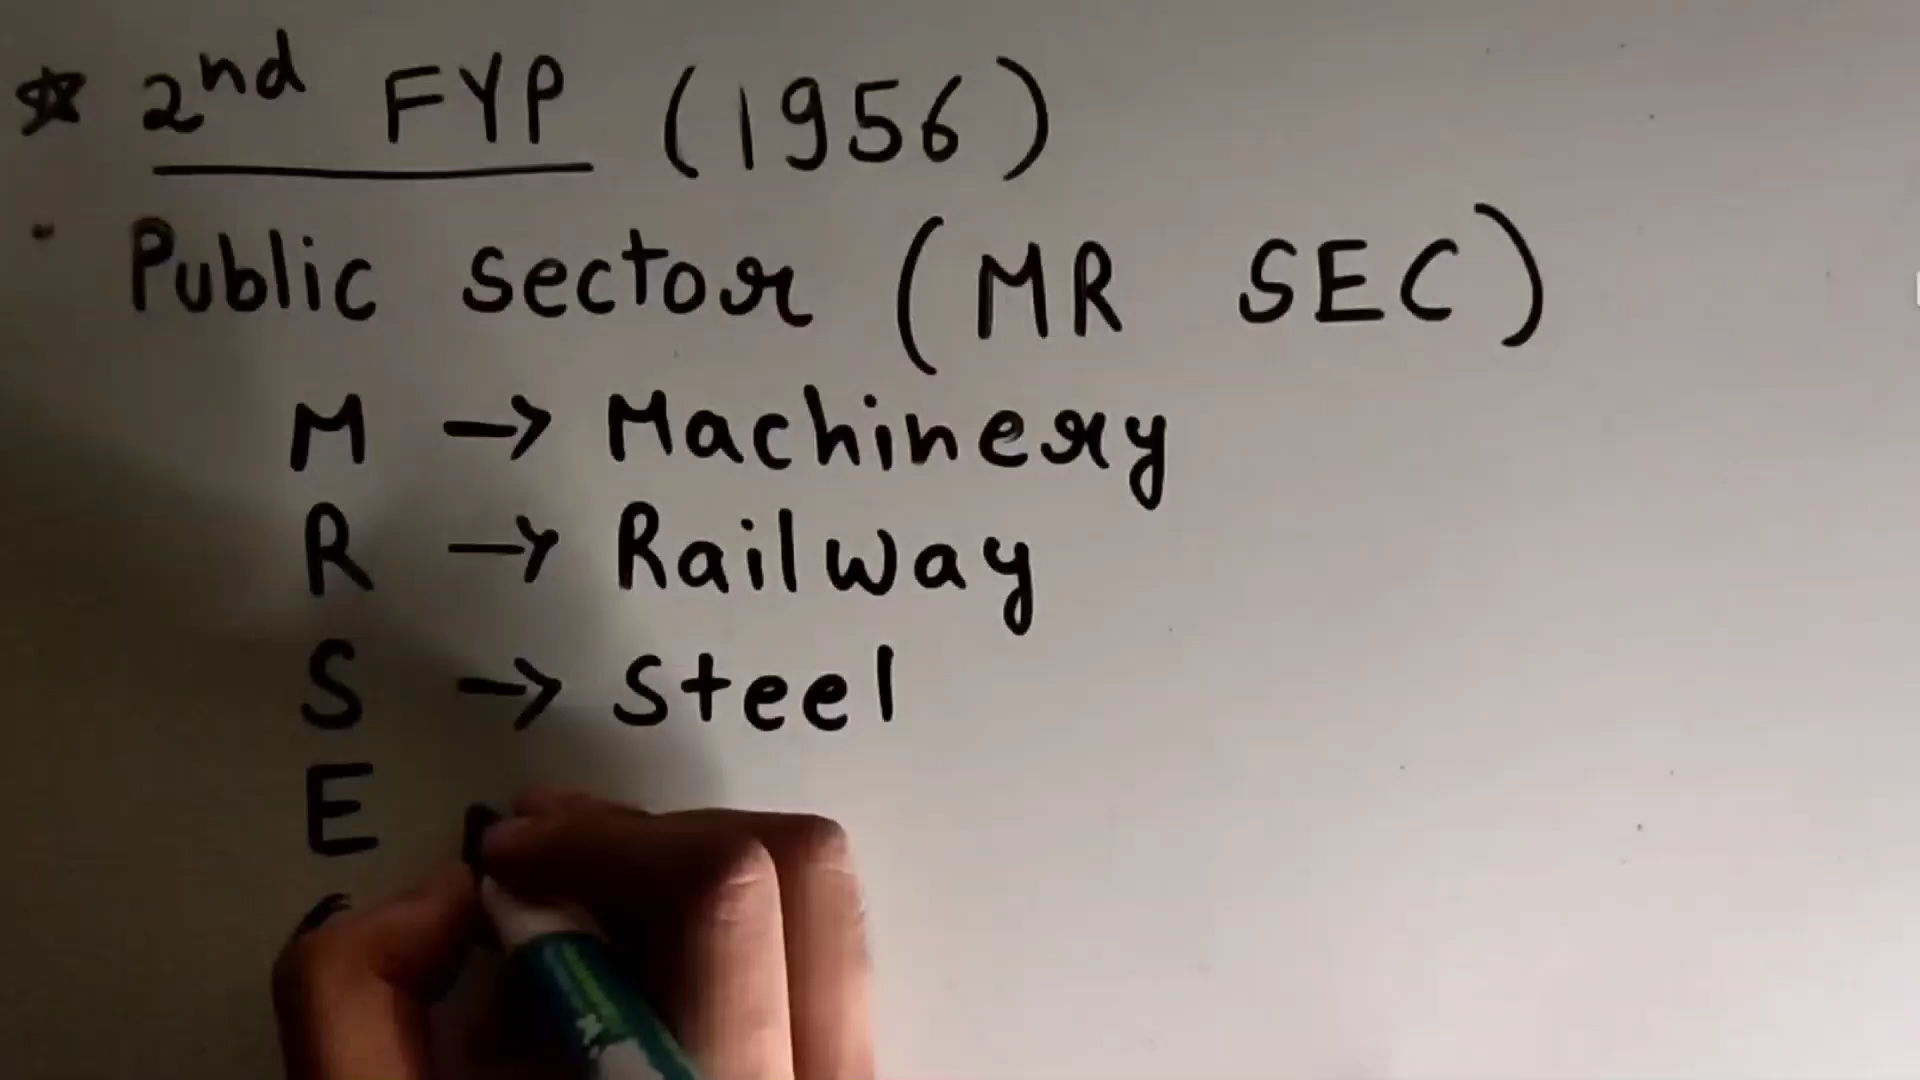 ☆ 2nd FYP (1956)
· Public sector (MR SEC)
M → Machinery
R → Railway
S → Steel
E